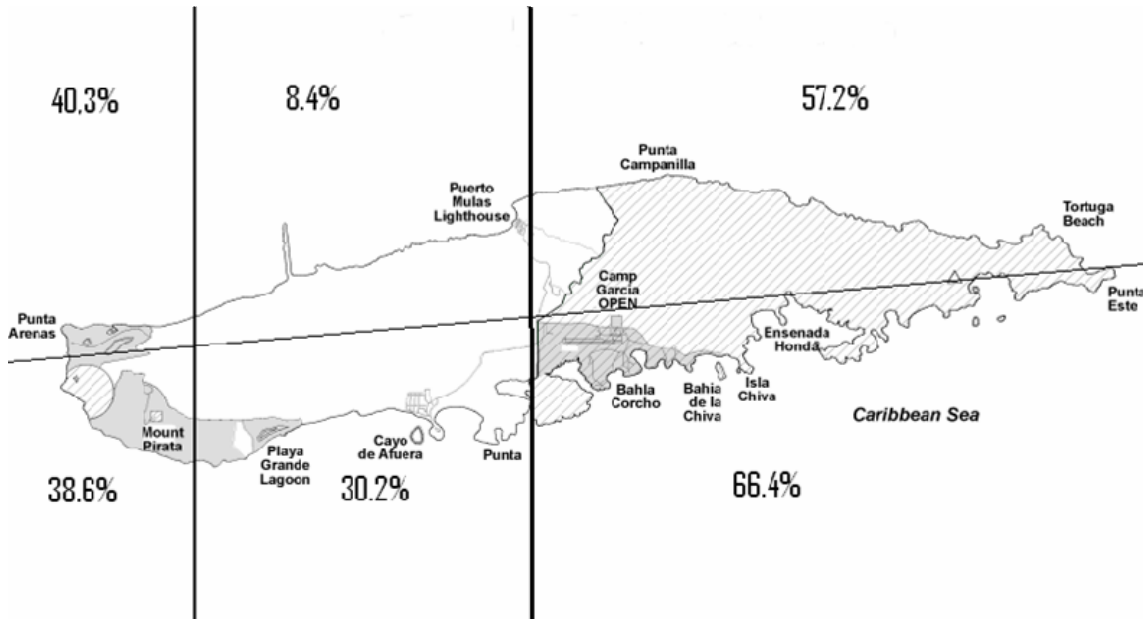 40.3%
8.4%
57.2%
Punta
Campanilla
Puerto
Mulas
Lighthouse
Tortuga
Beach
Camp
Garcia
OPEN
Punta
Arenas
Punta
Este
Ensenada
Honda
Mount
Pirata
Playa
Grande
Lagoon
Cayo
de Afuera
Punta
Bahla
Corcho
Bahia
de la
Chiva
Isla
Chiva
Caribbean Sea
38.6%
30.2%
66.4%